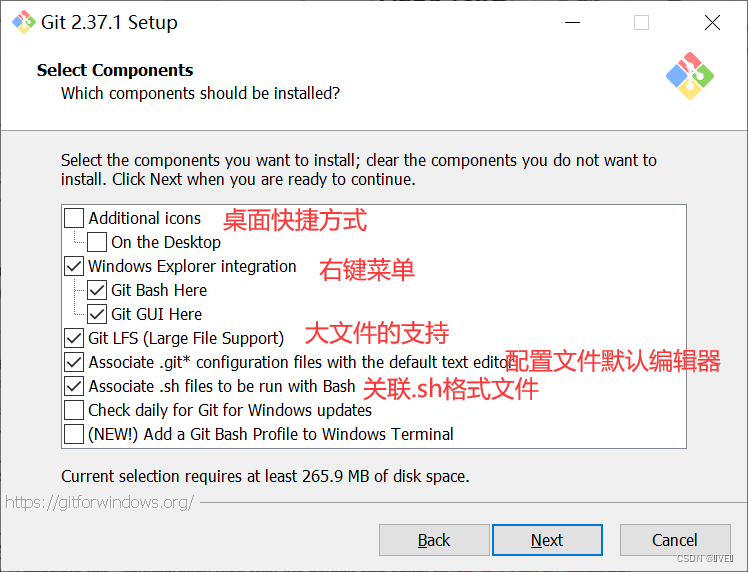 Git 2.37.1 Setup
Select Components
Which components should be installed?
Select the components you want to install; clear the components you do not want to
install. Click Next when you are ready to continue.
Additional icons 桌面快捷方式
On the Desktop
Windows Explorer integration 右键菜单
Git Bash Here
Git GUI Here
Git LFS (Large File Support) 大文件的支持
Associate .git* configuration files with the default text editor 配置文件默认编辑器
Associate .sh files to be run with Bash 关联.sh格式文件
Check daily for Git for Windows updates
(NEW!) Add a Git Bash Profile to Windows Terminal
Current selection requires at least 265.9 MB of disk space.
https://gitforwindows.org/
Back Next Cancel
CSDN